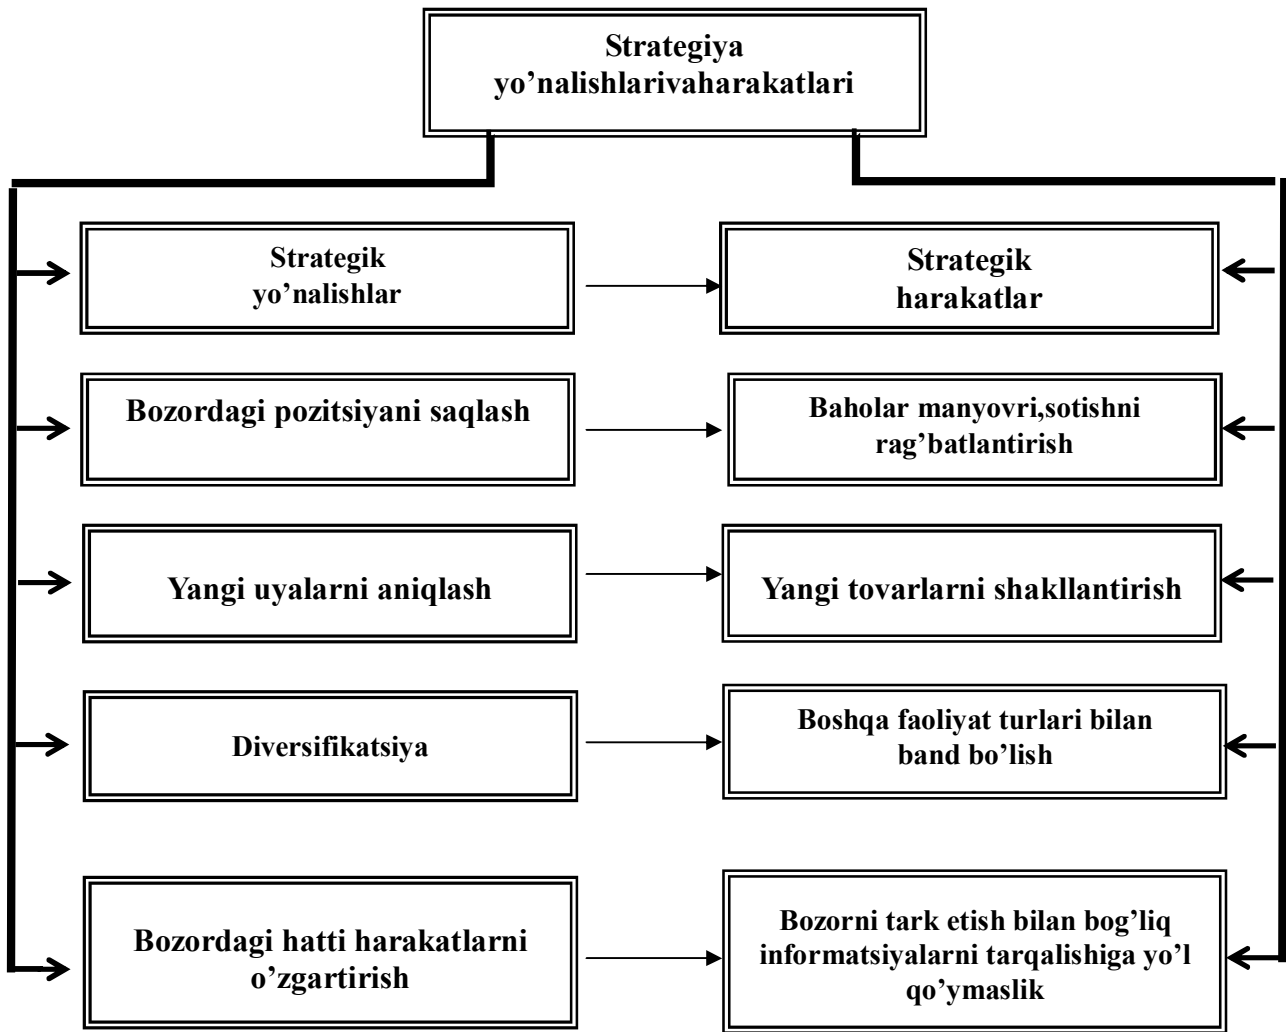 Strategiya
yo’nalishlarivaharakatlari
Strategik
yo’nalishlar
Strategik
harakatlar
Bozordagi pozitsiyani saqlash
Baholar manyovri,sotishni
rag’batlantirish
Yangi uyalarni aniqlash
Yangi tovarlarni shakllantirish
Diversifikatsiya
Boshqa faoliyat turlari bilan
band bo’lish
Bozordagi hatti harakatlarni
o’zgartirish
Bozorni tark etish bilan bog’liq
informatsiyalarni tarqalishiga yo’l
qo’ymaslik